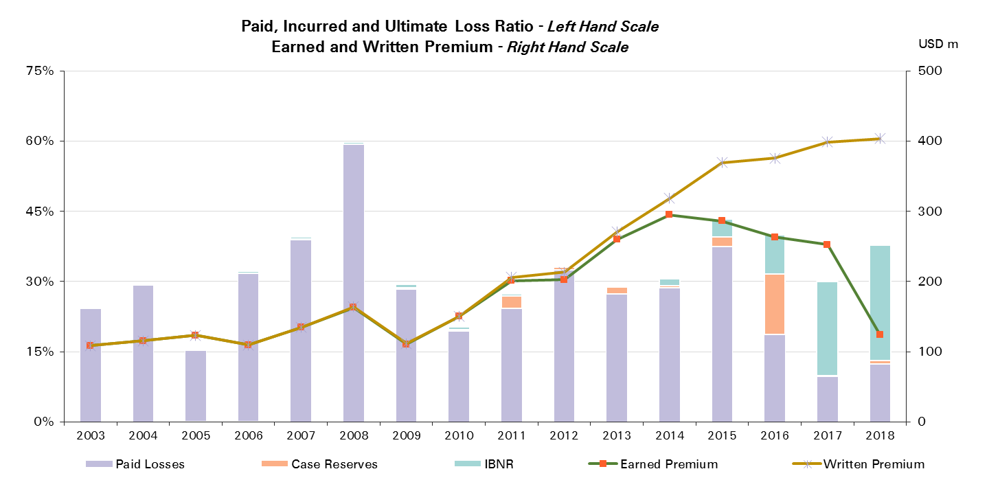 Paid, Incurred and Ultimate Loss Ratio - Left Hand Scale
Earned and Written Premium - Right Hand Scale
USD m
75%
500
60%
400
45%
300
30%
200
15%
100
0%
0
2003 2004 2005 2006 2007 2008 2009 2010 2011 2012 2013 2014 2015 2016 2017 2018
Paid Losses Case Reserves IBNR Earned Premium Written Premium